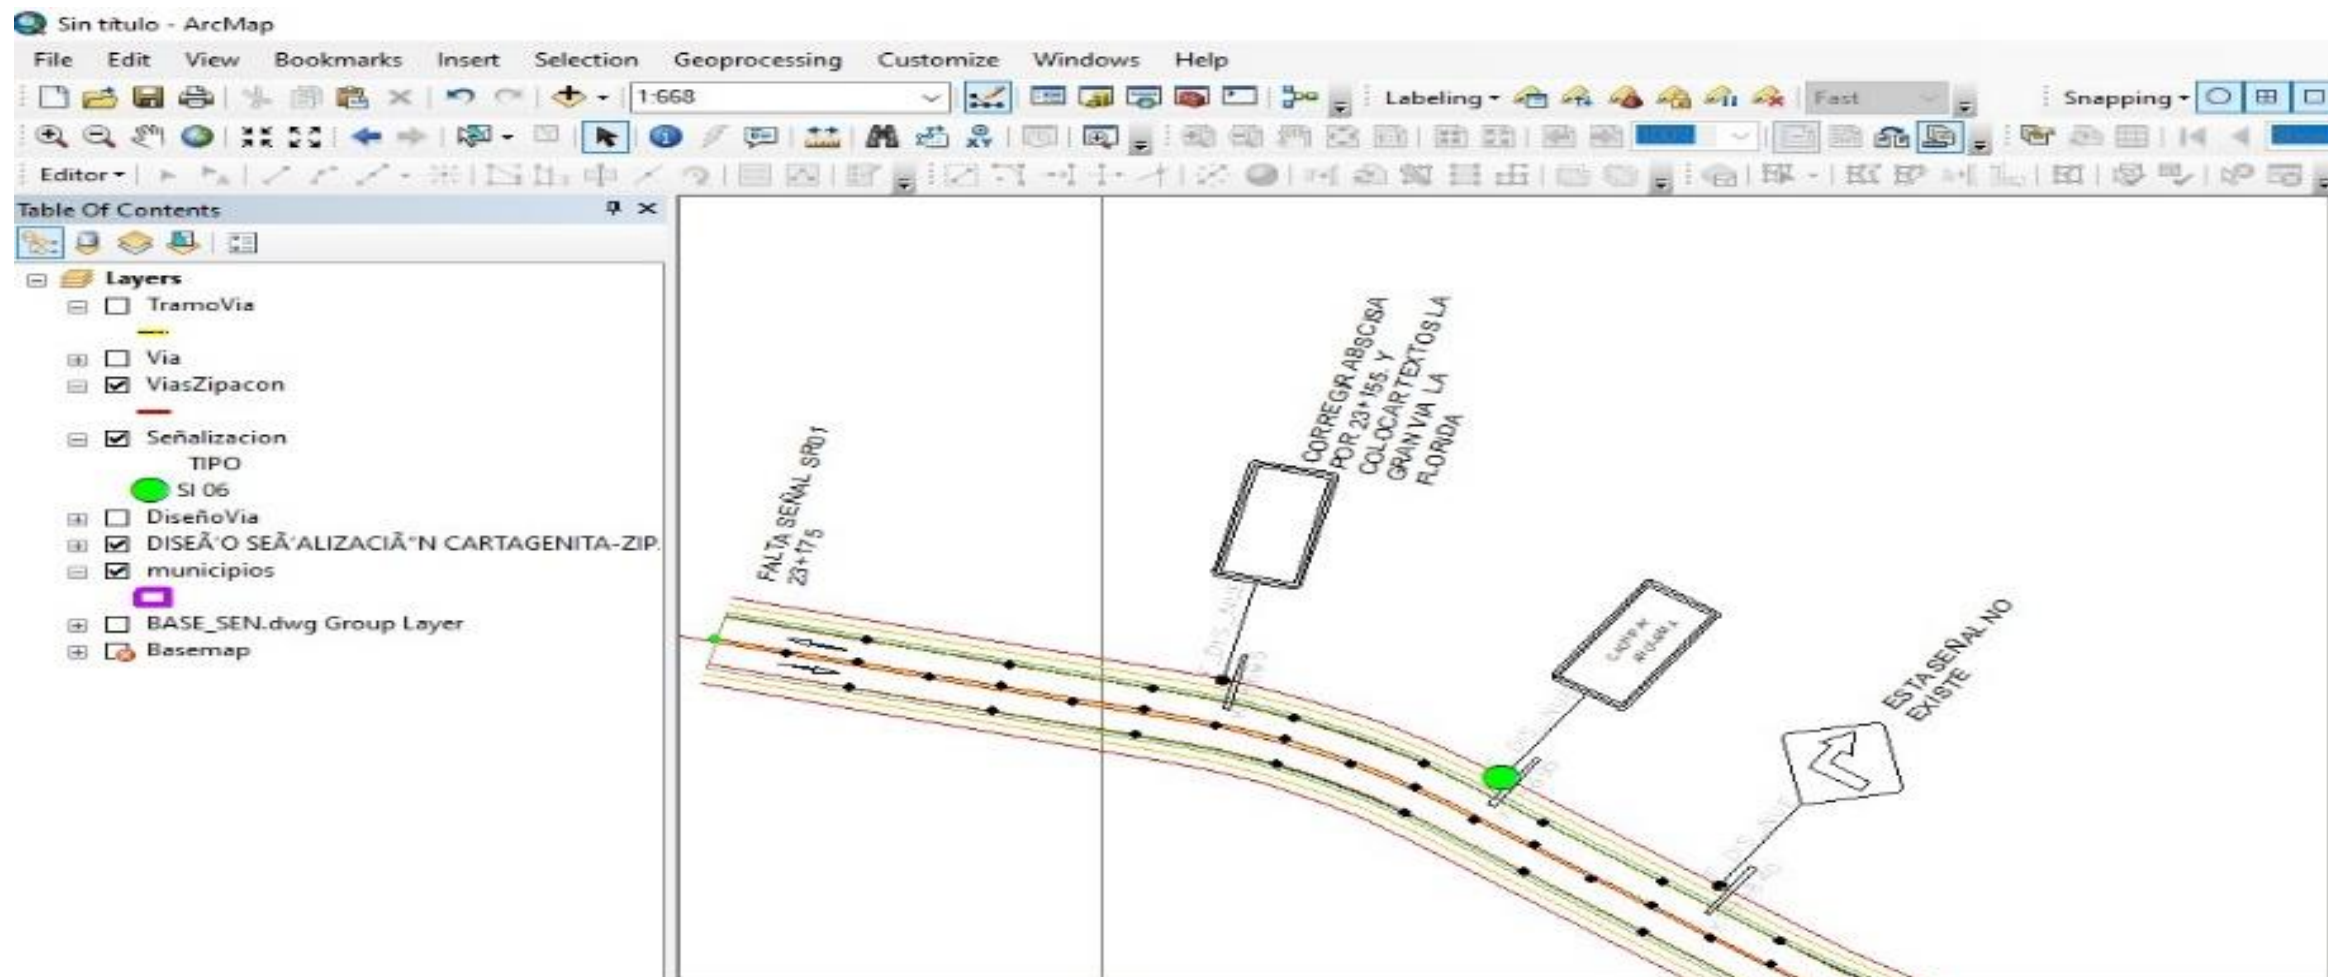 Sin título - ArcMap
File Edit View Bookmarks Insert Selection Geoprocessing Customize Windows Help
1:668 Labeling Fast Snapping
Editor
Table Of Contents
Layers
TramoVia
Via
ViasZipacon
Señalizacion
TIPO
SI 06
DiseñoVia
DISEÃ'O SEÃ'ALIZACIÃ"N CARTAGENITA-ZIP.
municipios
BASE_SEN.dwg Group Layer
Basemap
FALTA SEÑAL SR01
23+175
CORREGIR ABSCISA
POR 23+155. Y
COLOCAR TEXTOS LA
GRAN VIA LA
FLORIDA
ESTA SEÑAL NO
EXISTE